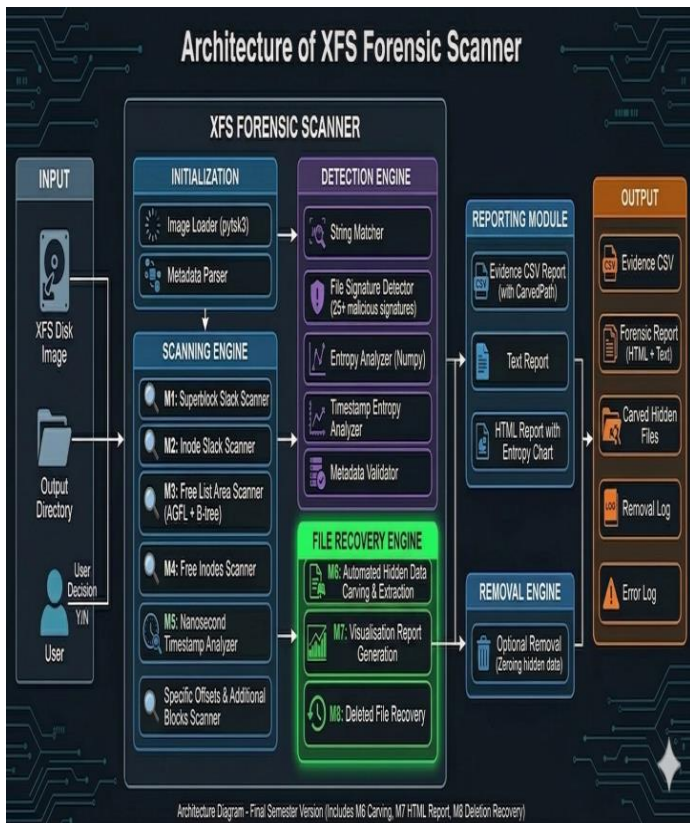 Architecture of XFS Forensic Scanner
INPUT
XFS Disk
Image
Output
Directory
User
Decision
Y/N
User
XFS FORENSIC SCANNER
INITIALIZATION
Image Loader (pytsk3)
Metadata Parser
SCANNING ENGINE
M1: Superblock Slack Scanner
M2: Inode Slack Scanner
M3: Free List Area Scanner
(AGFL + B-tree)
M4: Free Inodes Scanner
M5: Nanosecond
Timestamp Analyzer
Specific Offsets & Additional
Blocks Scanner
DETECTION ENGINE
String Matcher
File Signature Detector
(25+ malicious signatures)
Entropy Analyzer (Numpy)
Timestamp Entropy
Analyzer
Metadata Validator
FILE RECOVERY ENGINE
M6: Automated Hidden Data
Carving & Extraction
M7: Visualisation Report
Generation
M8: Deleted File Recovery
REPORTING MODULE
CSV
Evidence CSV Report
(with CarvedPath)
Text Report
HTML Report with
Entropy Chart
REMOVAL ENGINE
Optional Removal
(Zeroing hidden data)
OUTPUT
CSV
Evidence CSV
Forensic Report
(HTML + Text)
Carved Hidden
Files
LOG
Removal Log
Error Log
Architecture Diagram - Final Semester Version (Includes M6 Carving, M7 HTML Report, M8 Deletion Recovery)